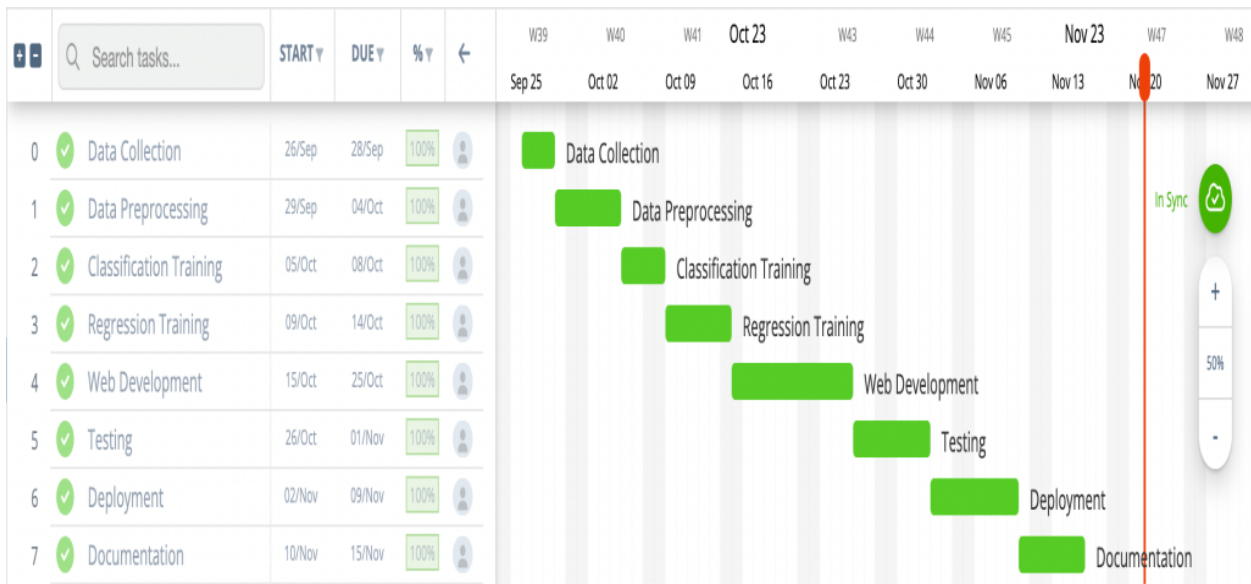 + -
Search tasks...
START DUE %
W39 W40 W41 Oct 23 W43 W44 W45 Nov 23 W47 W48
Sep 25 Oct 02 Oct 09 Oct 16 Oct 23 Oct 30 Nov 06 Nov 13 Nov 20 Nov 27
0 Data Collection 26/Sep 28/Sep 100% Data Collection
1 Data Preprocessing 29/Sep 04/Oct 100% Data Preprocessing
In Sync
2 Classification Training 05/Oct 08/Oct 100% Classification Training
+
3 Regression Training 09/Oct 14/Oct 100% Regression Training
50%
4 Web Development 15/Oct 25/Oct 100% Web Development
5 Testing 26/Oct 01/Nov 100% Testing
-
6 Deployment 02/Nov 09/Nov 100% Deployment
7 Documentation 10/Nov 15/Nov 100% Documentation